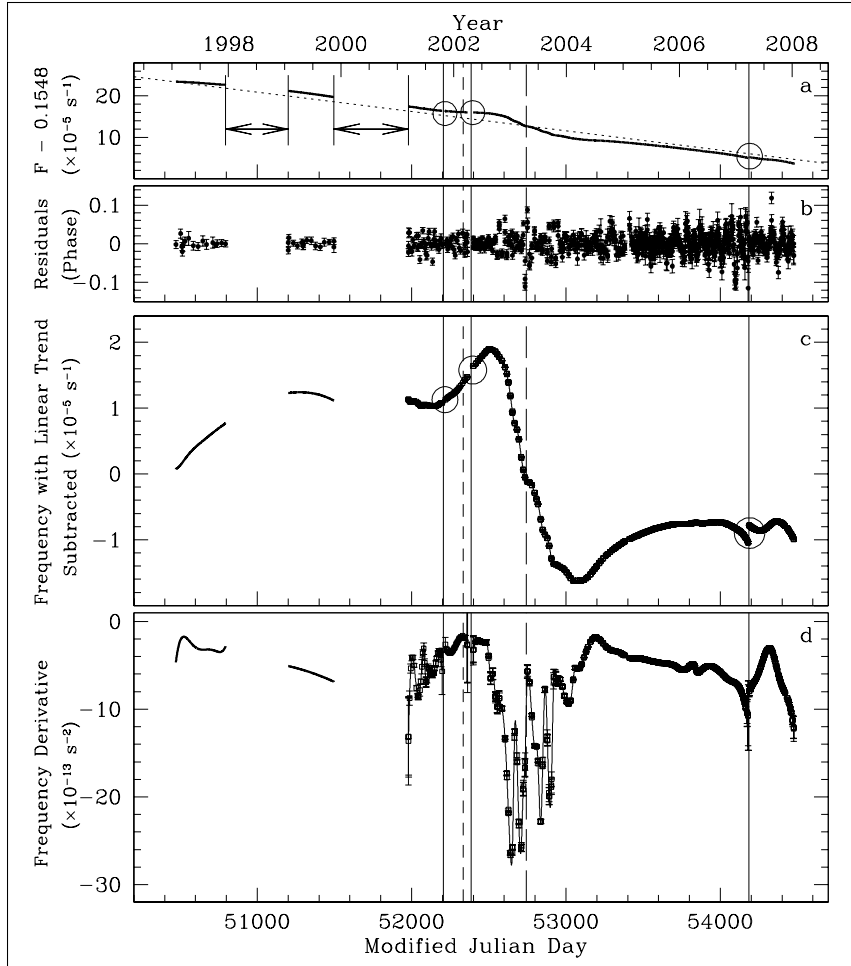 Year
1998 2000 2002 2004 2006 2008
F − 0.1548
(×10⁻⁵ s⁻¹)
20
10
a
Residuals
(Phase)
0.1
0
−0.1
b
Frequency with Linear Trend
Subtracted (×10⁻⁵ s⁻¹)
2
1
0
−1
c
Frequency Derivative
(×10⁻¹³ s⁻²)
0
−10
−20
−30
d
51000 52000 53000 54000
Modified Julian Day